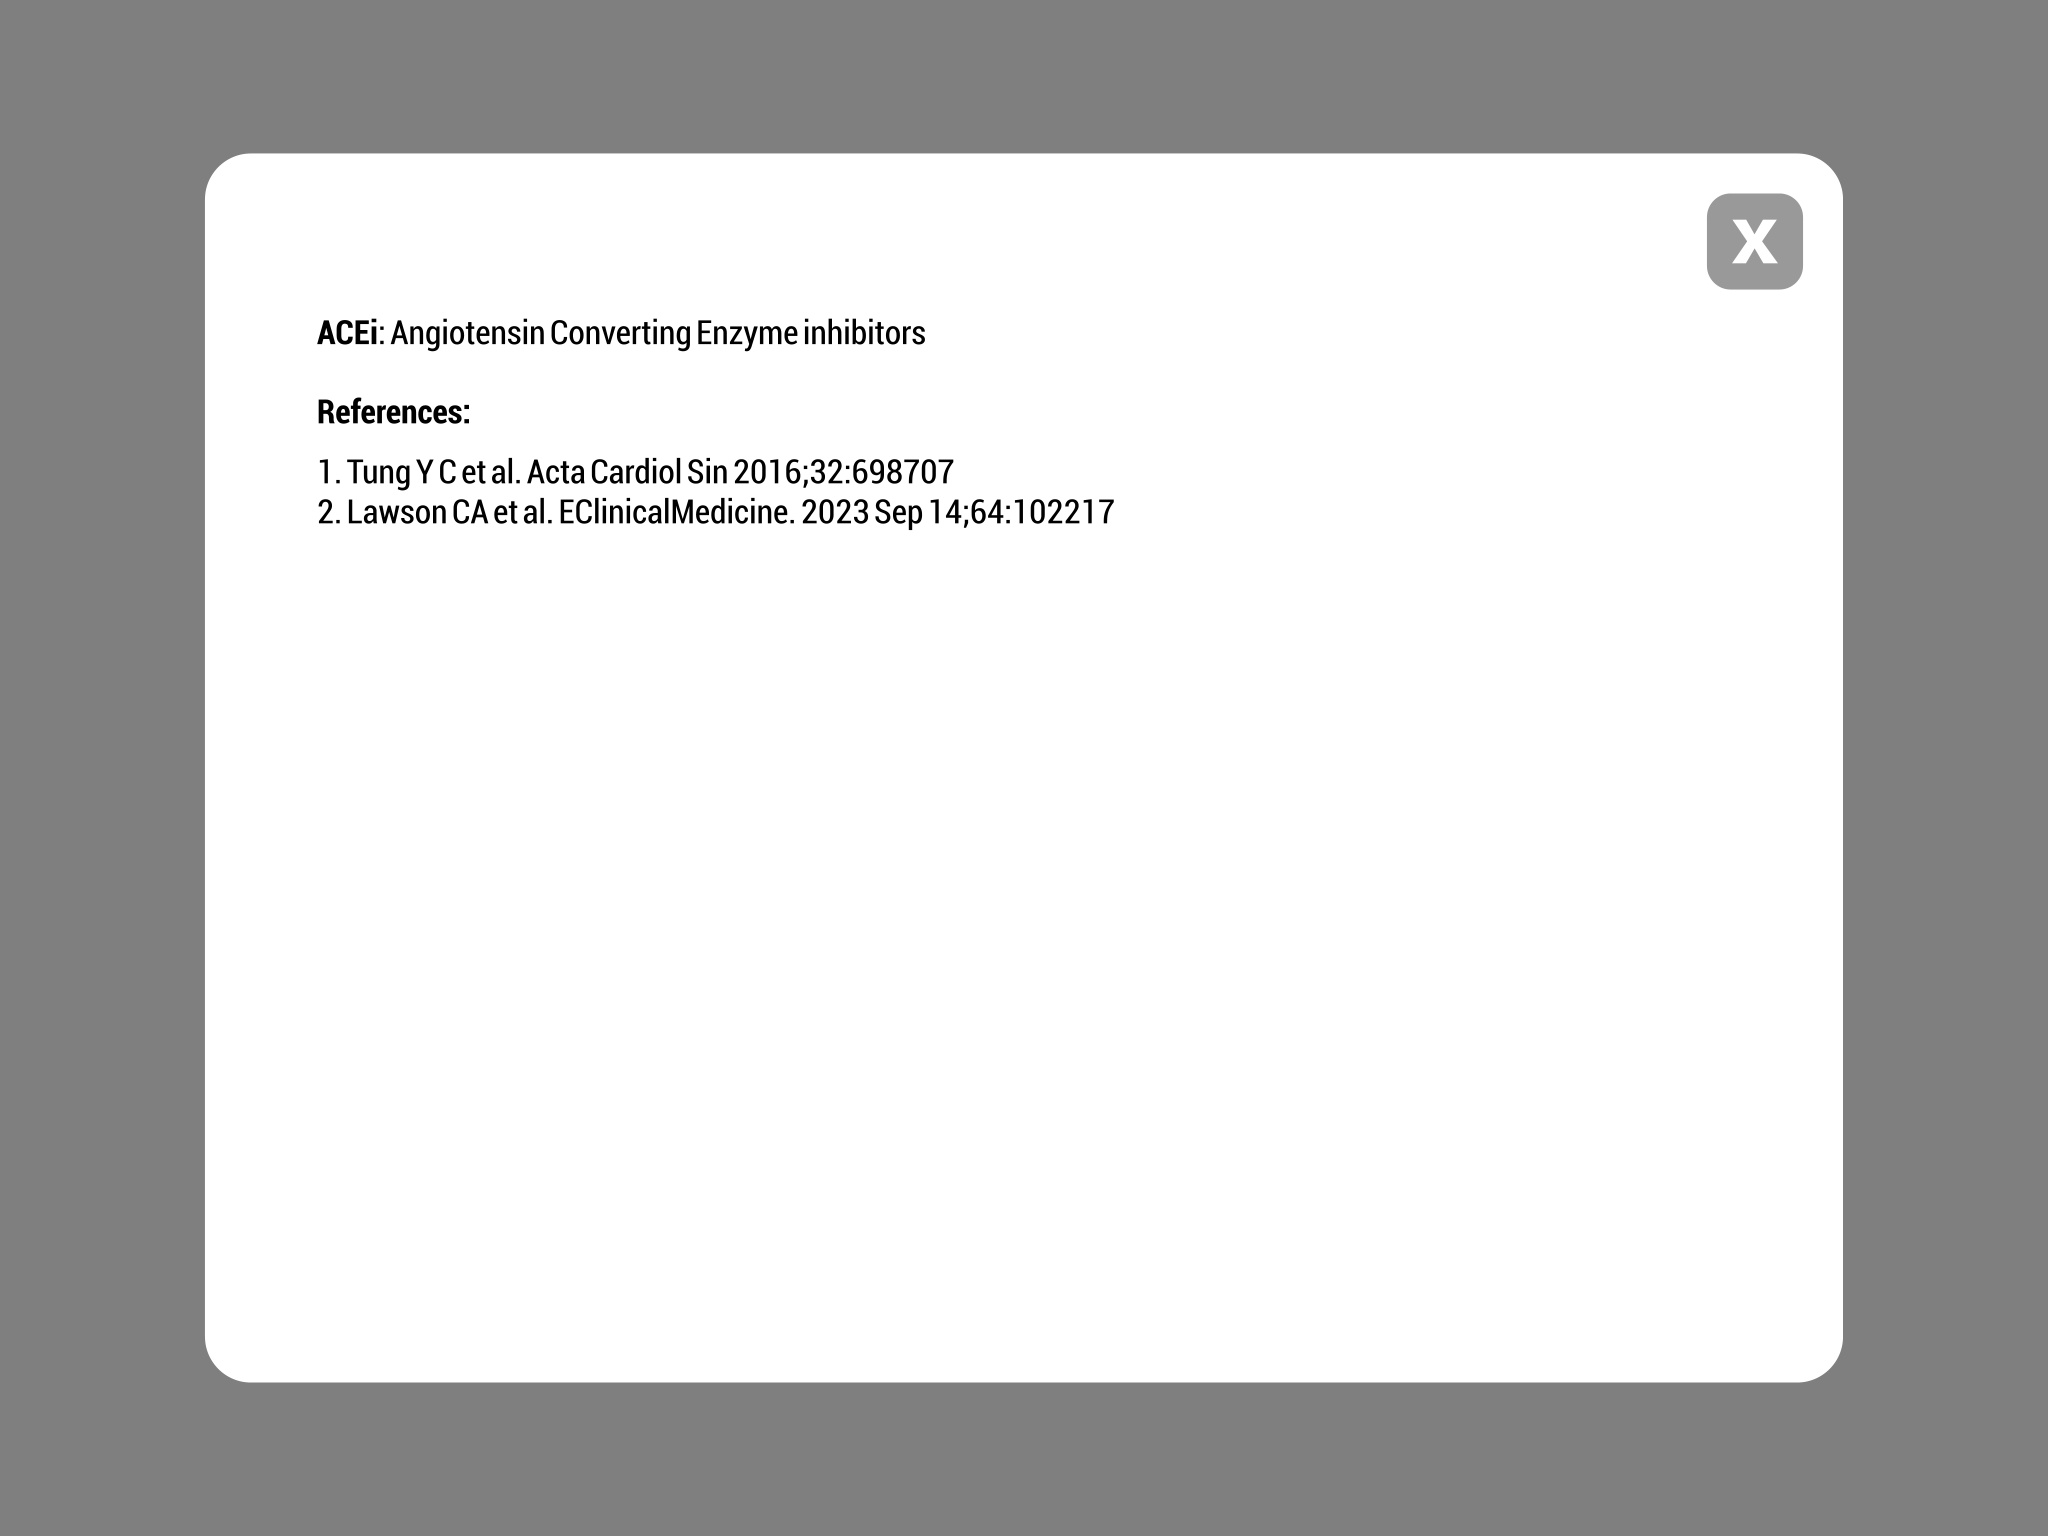 X
ACEi: Angiotensin Converting Enzyme inhibitors
References:
1. Tung Y C et al. Acta Cardiol Sin 2016;32:698707
2. Lawson CA et al. EClinicalMedicine. 2023 Sep 14;64:102217